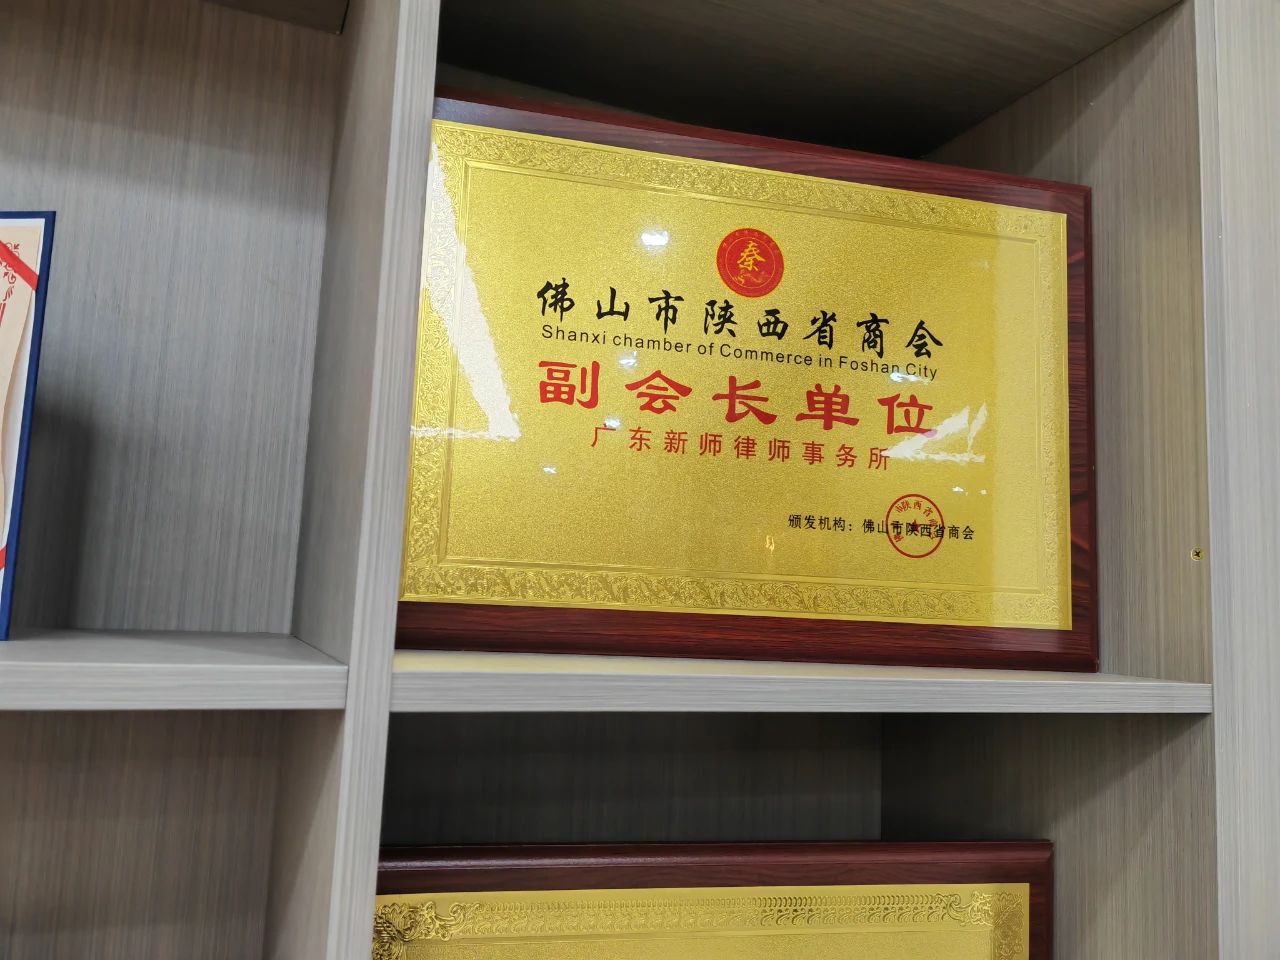 秦
佛山市陕西省商会
Shanxi chamber of Commerce in Foshan City
副会长单位
广东新师律师事务所
颁发机构：佛山市陕西省商会